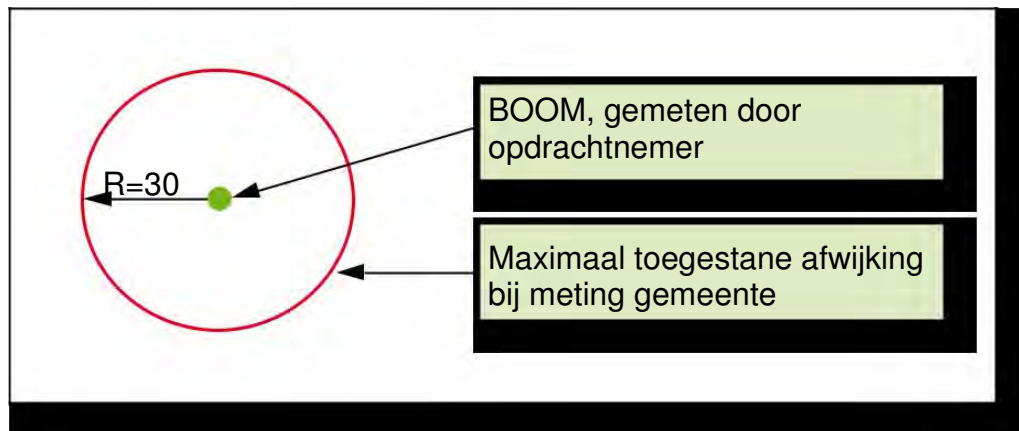 BOOM, gemeten door
opdrachtnemer
R=30
Maximaal toegestane afwijking
bij meting gemeente